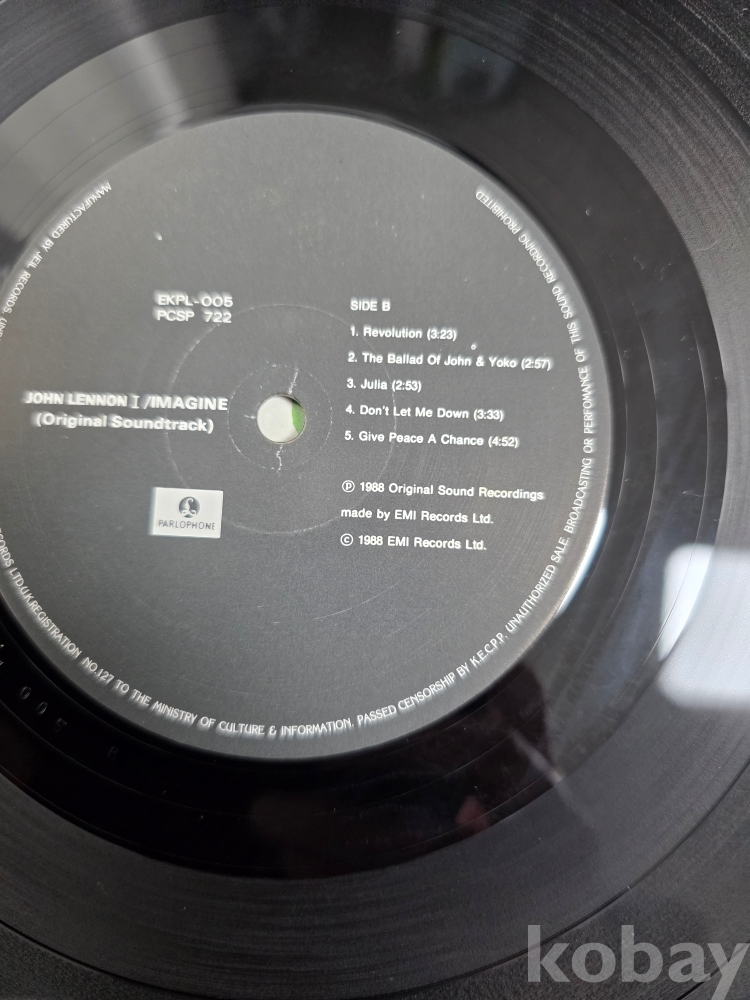 EKPL-005
PCSP 722
JOHN LENNON I /IMAGINE
(Original Soundtrack)
PARLOPHONE
SIDE B
1. Revolution (3:23)
2. The Ballad Of John & Yoko (2:57)
3. Julia (2:53)
4. Don't Let Me Down (3:33)
5. Give Peace A Chance (4:52)
Ⓟ 1988 Original Sound Recordings
made by EMI Records Ltd.
© 1988 EMI Records Ltd.
MANUFACTURED BY JEIL RECORDS,
RECORDS LTD.(U.K. REGISTRATION NO.127 TO THE MINISTRY OF CULTURE & INFORMATION. PASSED CENSORSHIP BY K.E.C.P.P. UNAUTHORIZED SALE, BROADCASTING OR PERFOMANCE OF THIS SOUND RECORDING PROHIBITED
kobay